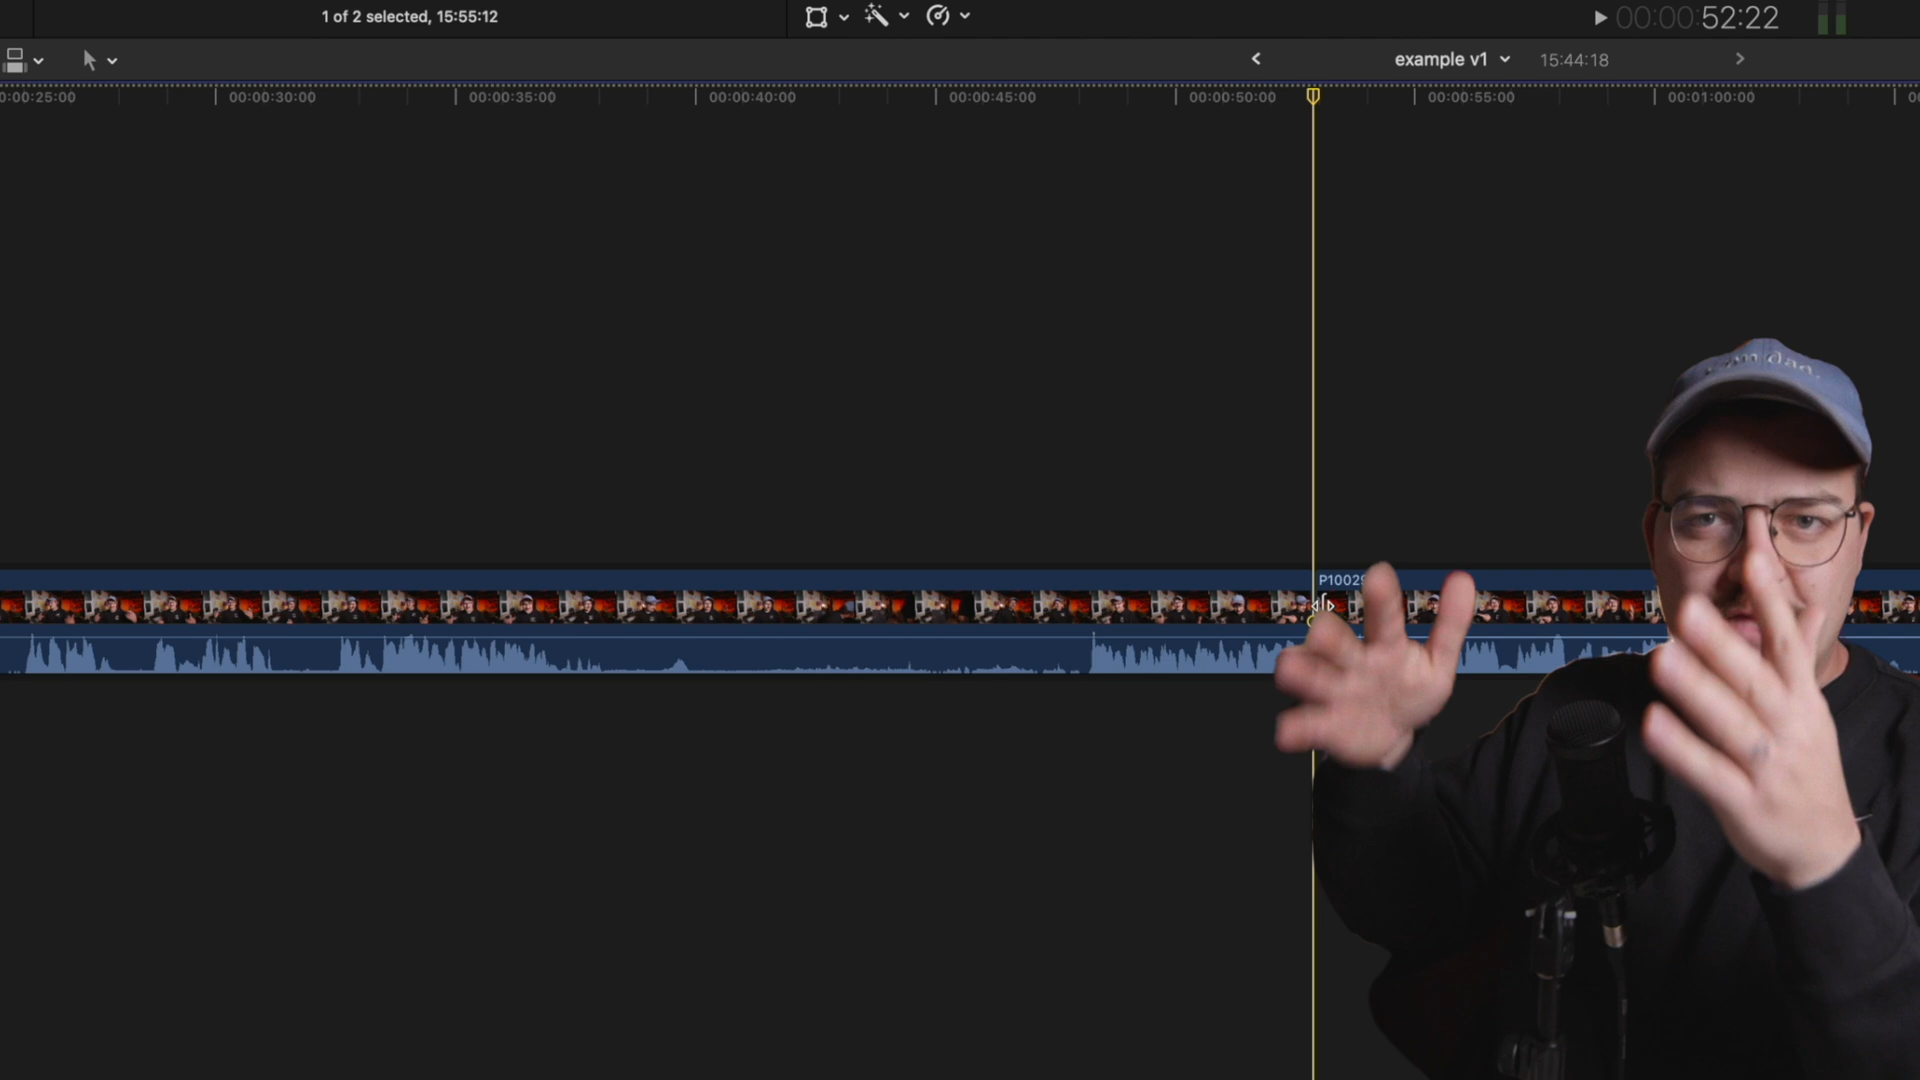 1 of 2 selected, 15:55:12
00:00:52:22
example v1
15:44:18
0:00:25:00
00:00:30:00
00:00:35:00
00:00:40:00
00:00:45:00
00:00:50:00
00:00:55:00
00:01:00:00
dad.
P1002